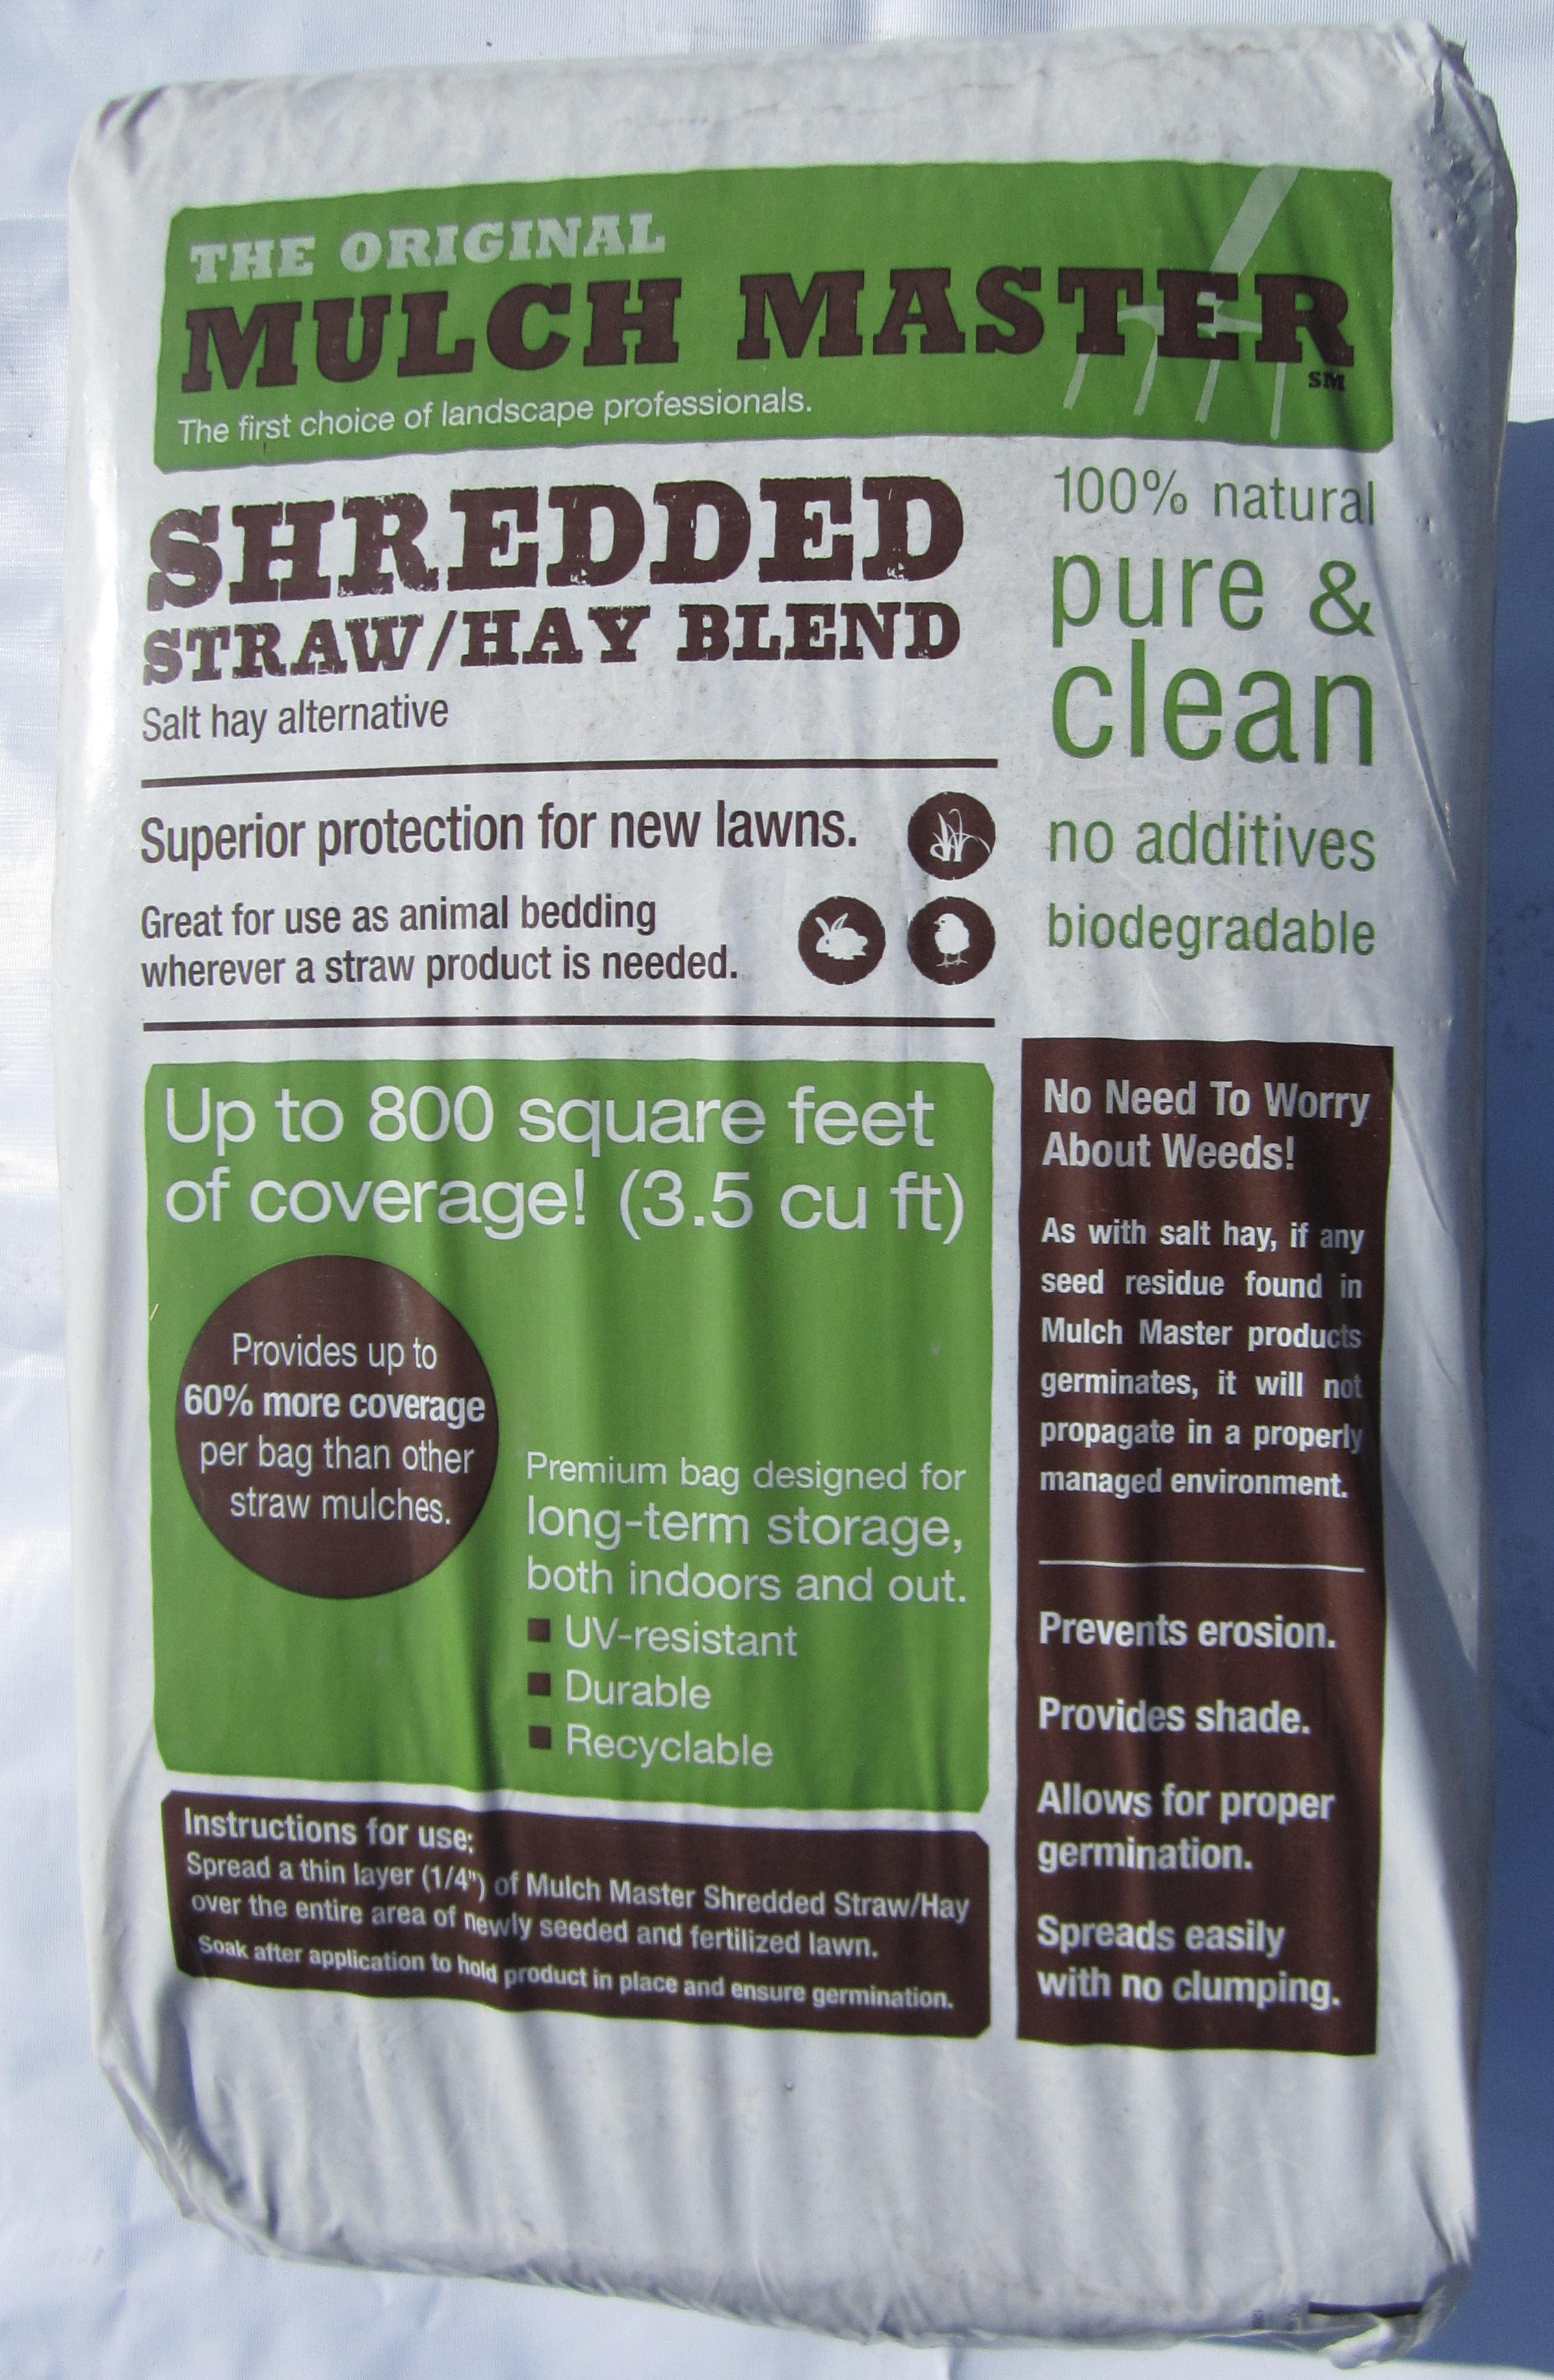 THE ORIGINAL
MULCH MASTER
SM
The first choice of landscape professionals.
SHREDDED
STRAW/HAY BLEND
Salt hay alternative
100% natural
pure &
clean
no additives
biodegradable
Superior protection for new lawns.
Great for use as animal bedding
wherever a straw product is needed.
Up to 800 square feet
of coverage! (3.5 cu ft)
Provides up to
60% more coverage
per bag than other
straw mulches.
Premium bag designed for
long-term storage,
both indoors and out.
UV-resistant
Durable
Recyclable
Instructions for use:
Spread a thin layer (1/4") of Mulch Master Shredded Straw/Hay
over the entire area of newly seeded and fertilized lawn.
Soak after application to hold product in place and ensure germination.
No Need To Worry
About Weeds!
As with salt hay, if any
seed residue found in
Mulch Master products
germinates, it will not
propagate in a properly
managed environment.
Prevents erosion.
Provides shade.
Allows for proper
germination.
Spreads easily
with no clumping.